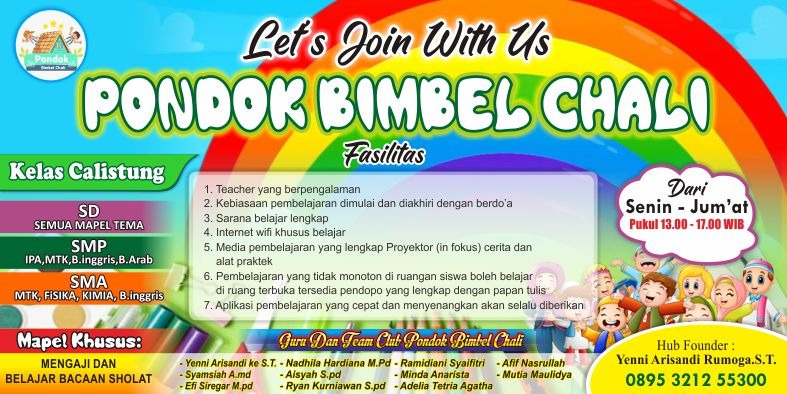 Pondok
Bimbel Chali
Let's Join With Us
PONDOK BIMBEL CHALI
Fasilitas
Kelas Calistung
SD
SEMUA MAPEL TEMA
SMP
IPA,MTK,B.inggris,B.Arab
SMA
MTK, FiSIKA, KIMIA, B.inggris
Mapel Khusus:
MENGAJI DAN
BELAJAR BACAAN SHOLAT
1. Teacher yang berpengalaman
2. Kebiasaan pembelajaran dimulai dan diakhiri dengan berdo'a
3. Sarana belajar lengkap
4. Internet wifi khusus belajar
5. Media pembelajaran yang lengkap Proyektor (in fokus) cerita dan
alat praktek
6. Pembelajaran yang tidak monoton di ruangan siswa boleh belajar
di ruang terbuka tersedia pendopo yang lengkap dengan papan tulis
7. Aplikasi pembelajaran yang cepat dan menyenangkan akan selalu diberikan
Dari
Senin - Jum'at
Pukul 13.00 - 17.00 WIB
Guru Dan Team Club Pondok Bimbel Chali
- Yenni Arisandi ke S.T.
- Syamsiah A.md
- Efi Siregar M.pd
- Nadhila Hardiana M.Pd
- Aisyah S.pd
- Ryan Kurniawan S.pd
- Ramidiani Syaifitri
- Minda Anarista
- Adelia Tetria Agatha
- Afif Nasrullah
- Mutia Maulidya
Hub Founder :
Yenni Arisandi Rumoga.S.T.
0895 3212 55300